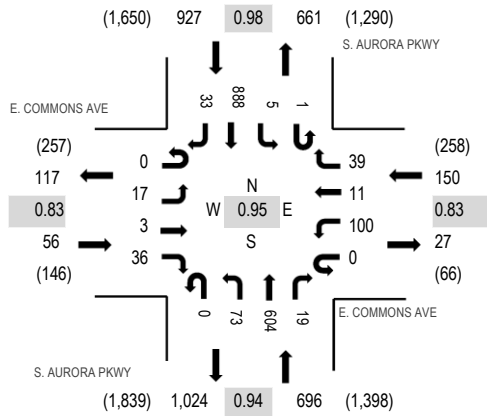 (1,650) 927 0.98 661 (1,290)
S. AURORA PKWY
E. COMMONS AVE
33 888 5 1
(257) (258)
117 0 39 150
0.83 17 N 11 0.83
W 0.95 E
56 3 S 100 27
(146) 36 0 (66)
0 73 604 19
E. COMMONS AVE
S. AURORA PKWY
(1,839) 1,024 0.94 696 (1,398)